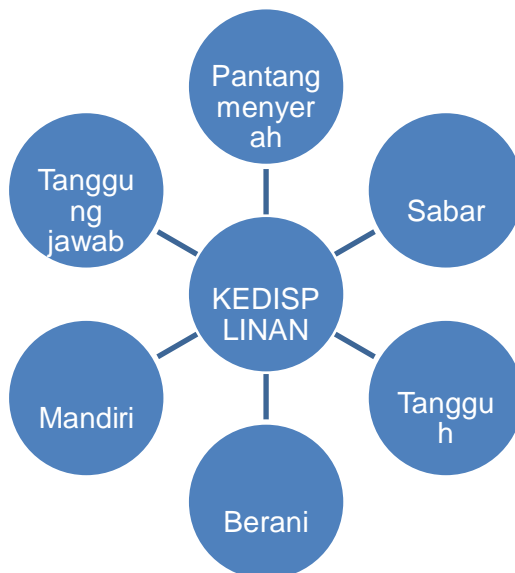 Pantang
menyer
ah
Sabar
Tanggu
h
Berani
Mandiri
Tanggu
ng
jawab
KEDISP
LINAN